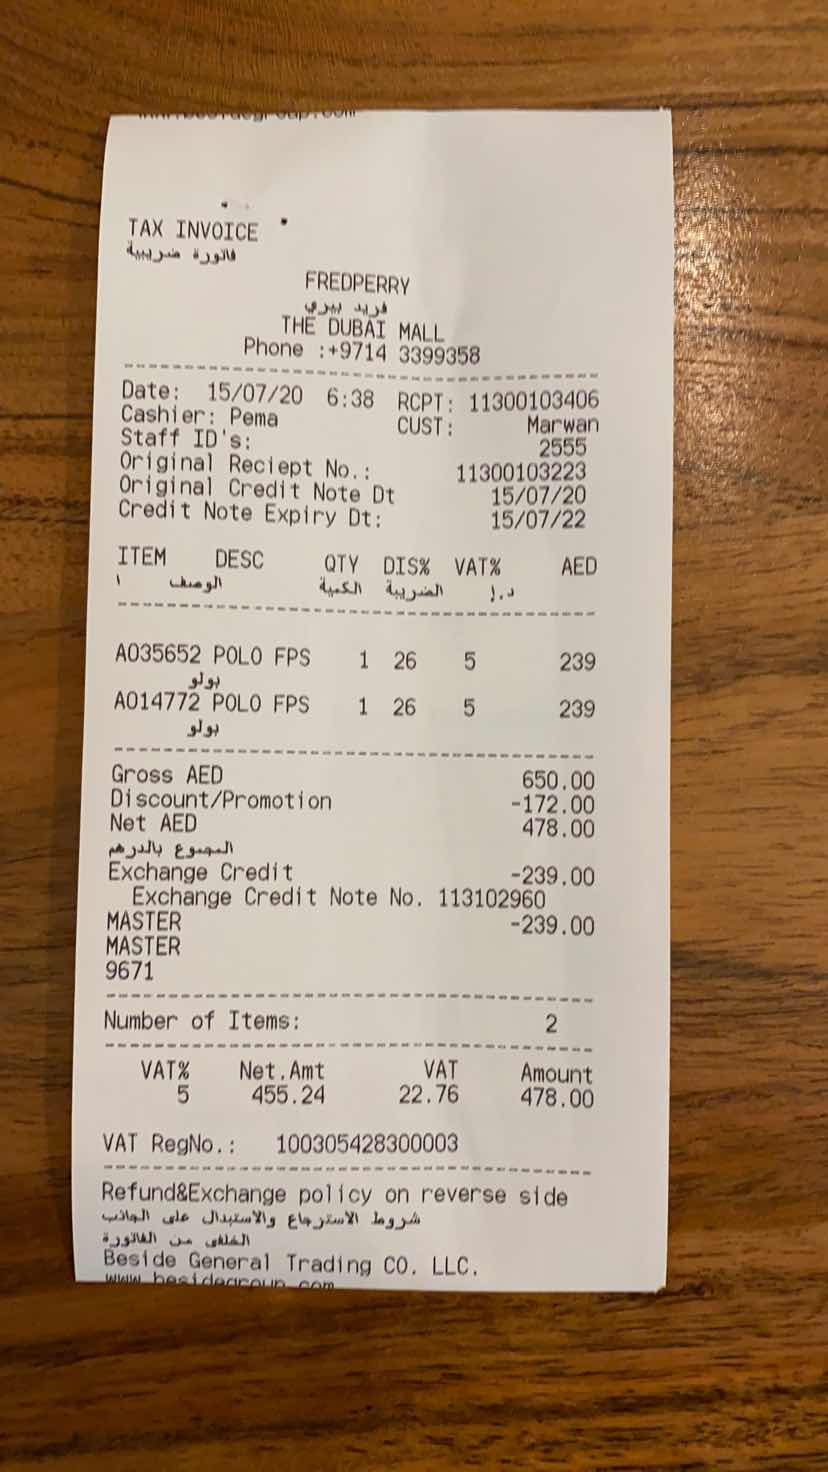 TAX INVOICE
فاتورة ضريبية
FREDPERRY
فريد بيري
THE DUBAI MALL
Phone :+9714 3399358
Date: 15/07/20 6:38 RCPT: 11300103406
Cashier: Pema CUST: Marwan
Staff ID's: 2555
Original Reciept No.: 11300103223
Original Credit Note Dt 15/07/20
Credit Note Expiry Dt: 15/07/22
ITEM DESC QTY DIS% VAT% AED
ا الوصف الكمية الضريبة د.إ
A035652 POLO FPS 1 26 5 239
بولو
A014772 POLO FPS 1 26 5 239
بولو
Gross AED 650.00
Discount/Promotion -172.00
Net AED 478.00
المجموع بالدرهم
Exchange Credit -239.00
Exchange Credit Note No. 113102960
MASTER -239.00
MASTER
9671
Number of Items: 2
VAT% Net.Amt VAT Amount
5 455.24 22.76 478.00
VAT RegNo.: 100305428300003
Refund&Exchange policy on reverse side
شروط الاسترجاع والاستبدال على الجانب
الخلفي من الفاتورة
Beside General Trading CO. LLC.
www.besidegroup.com